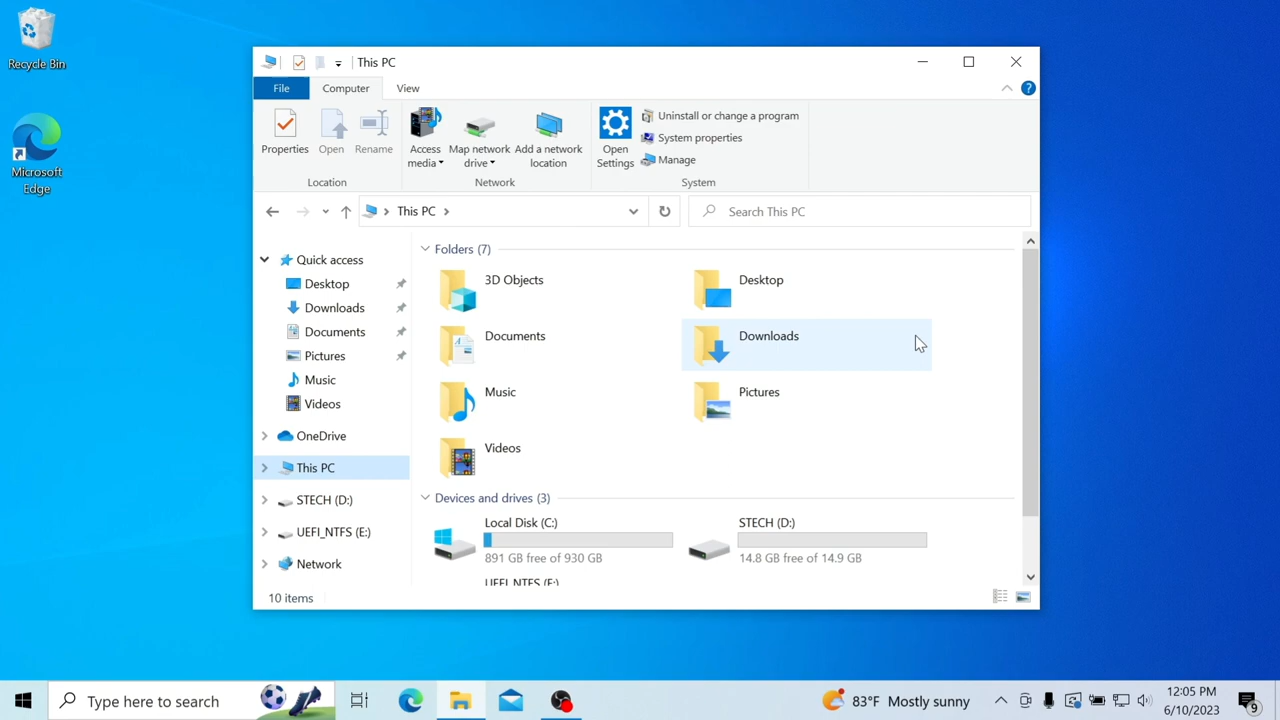 Recycle Bin
Microsoft
Edge
This PC
File
Computer
View
Properties
Open
Rename
Access
media
Map network
drive
Add a network
location
Open
Settings
Uninstall or change a program
System properties
Manage
Location
Network
System
This PC
Search This PC
Quick access
Desktop
Downloads
Documents
Pictures
Music
Videos
OneDrive
This PC
STECH (D:)
UEFI_NTFS (E:)
Network
Folders (7)
3D Objects
Desktop
Documents
Downloads
Music
Pictures
Videos
Devices and drives (3)
Local Disk (C:)
891 GB free of 930 GB
STECH (D:)
14.8 GB free of 14.9 GB
UEFI_NTFS (E:)
10 items
Type here to search
83°F Mostly sunny
12:05 PM
6/10/2023
9